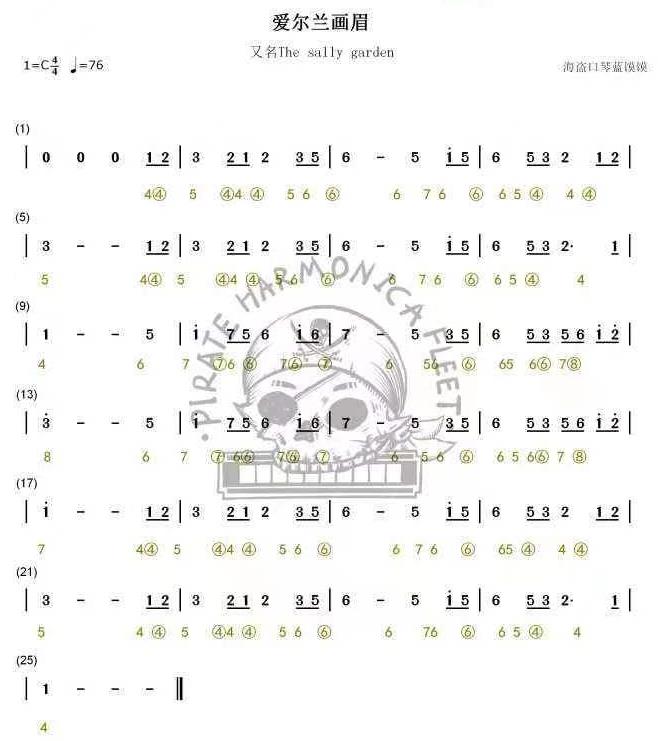 爱尔兰画眉
又名The sally garden
1=C 4/4 ♩=76 海盗口琴蓝馍馍
(1)
| 0 0 0 1 2 | 3 2 1 2 3 5 | 6 - 5 i 5 | 6 5 3 2 1 2 |
4④ 5 ④4 ④ 5 6 ⑥ 6 7 6 ⑥ 6 5 ④ 4 ④
(5)
| 3 - - 1 2 | 3 2 1 2 3 5 | 6 - 5 i 5 | 6 5 3 2· 1 |
5 4④ 5 ④4 ④ 5 6 ⑥ 6 7 6 ⑥ 6 5 ④ 4
(9)
| 1 - - 5 | i 7 5 6 i 6 | 7 - 5 3 5 | 6 5 3 5 6 i 2̇ |
4 6 7 ⑦6 ⑥ 7⑥ ⑦ 6 56 ⑥ 65 6⑥ 7⑧
(13)
| 3̇ - - 5 | i 7 5 6 i 6 | 7 - 5 3 5 | 6 5 3 5 6 i 2̇ |
8 6 7 ⑦6⑥ 7⑥ ⑦ 6 5 6 ⑥ 6 5 6⑥ 7 ⑧
(17)
| i - - 1 2 | 3 2 1 2 3 5 | 6 - 5 i 5 | 6 5 3 2 1 2 |
7 4④ 5 ④4 ④ 5 6 ⑥ 6 7 6 ⑥ 65 ④ 4 ④
(21)
| 3 - - 1 2 | 3 2 1 2 3 5 | 6 - 5 i 5 | 6 5 3 2· 1 |
5 4 ④ 5 ④4 ④ 5 6 ⑥ 6 76 ⑥ 6 5 ④ 4
(25)
| 1 - - - ‖
4
·PIRATE HARMONICA FLEET·